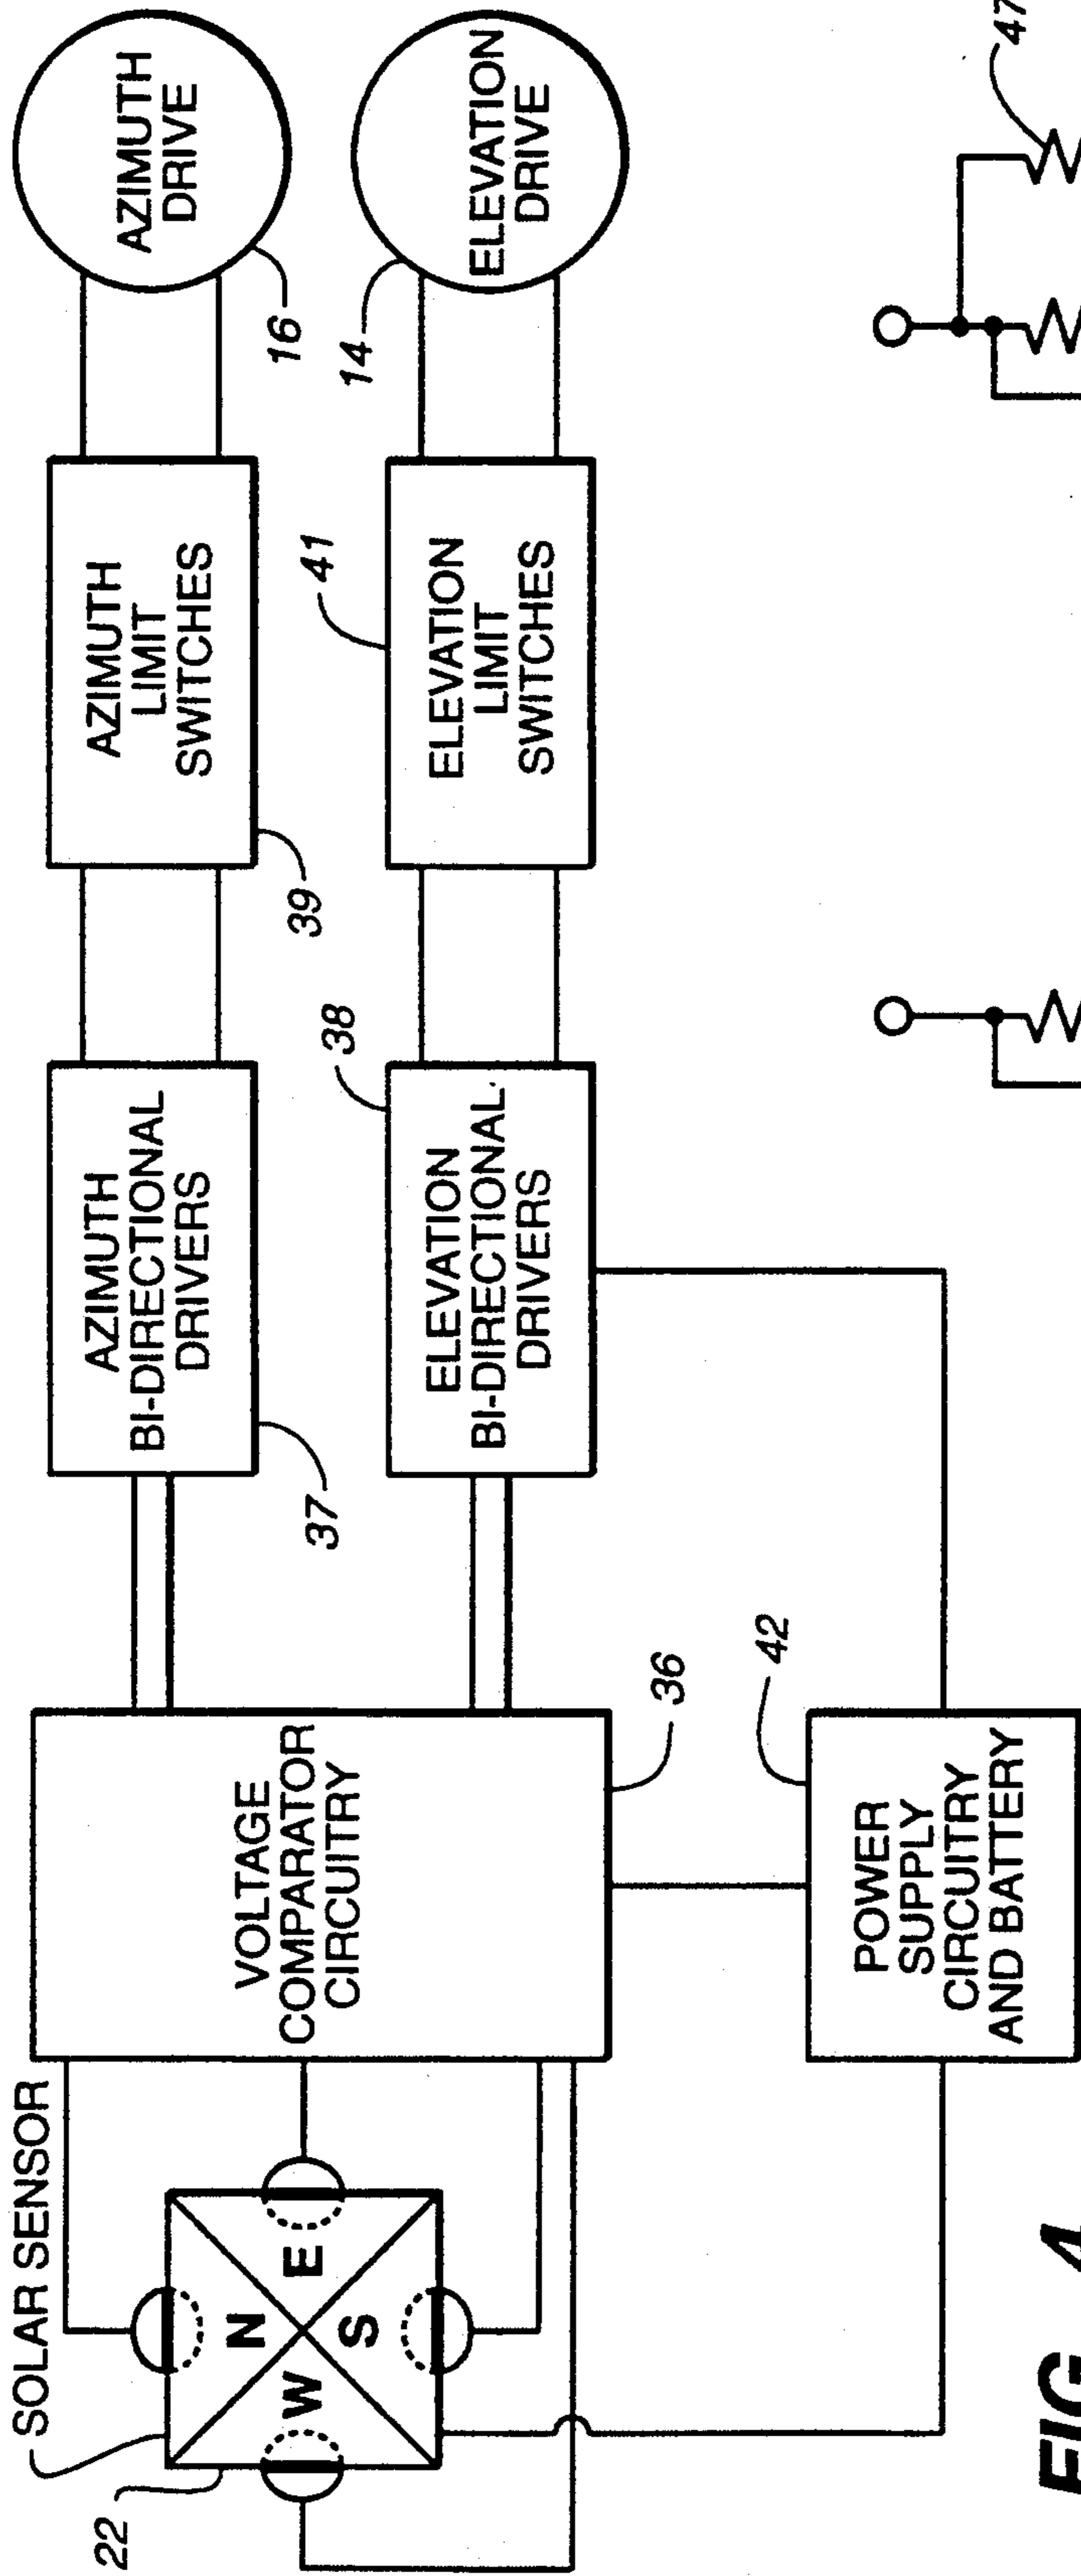 SOLAR SENSOR
22
N
E
S
W
VOLTAGE
COMPARATOR
CIRCUITRY
36
AZIMUTH
BI-DIRECTIONAL
DRIVERS
37
AZIMUTH
LIMIT
SWITCHES
39
AZIMUTH
DRIVE
16
ELEVATION
BI-DIRECTIONAL
DRIVERS
38
ELEVATION
LIMIT
SWITCHES
41
ELEVATION
DRIVE
14
POWER
SUPPLY
CIRCUITRY
AND BATTERY
42
47
FIG_4